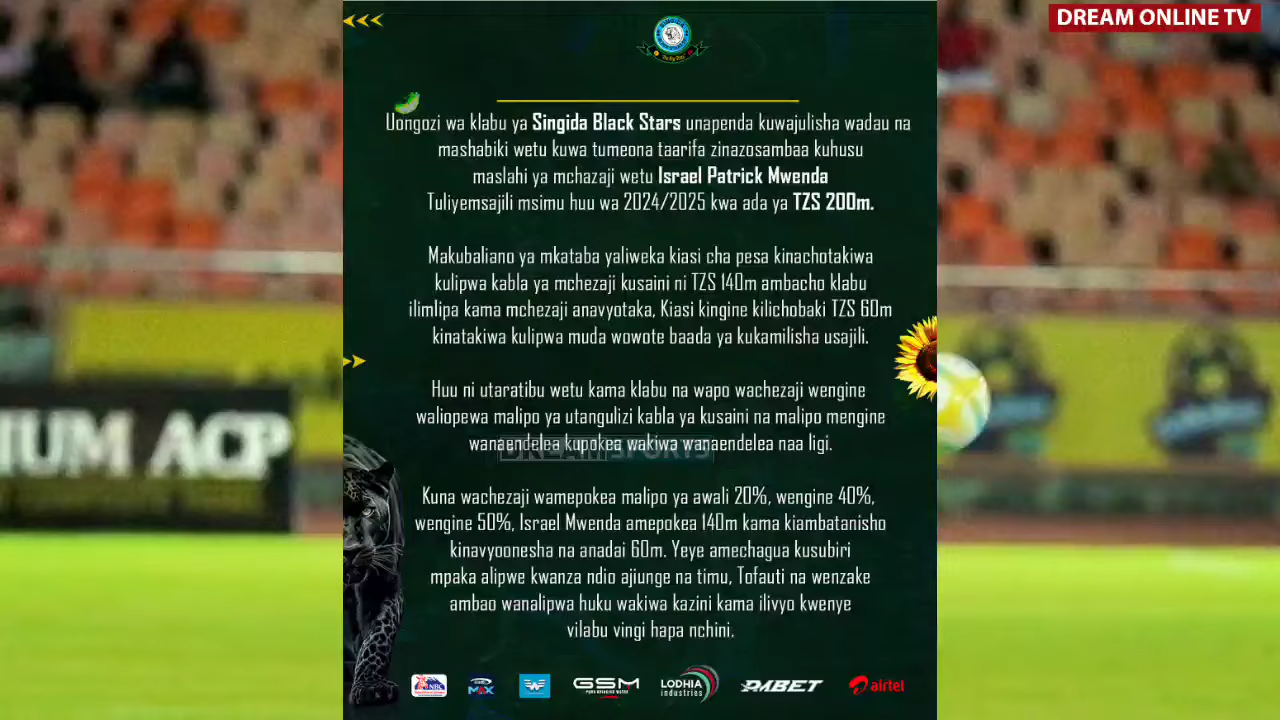 DREAM ONLINE TV
Uongozi wa klabu ya Singida Black Stars unapenda kuwajulisha wadau na
mashabiki wetu kuwa tumeona taarifa zinazosambaa kuhusu
maslahi ya mchazaji wetu Israel Patrick Mwenda
Tuliyemsajili msimu huu wa 2024/2025 kwa ada ya TZS 200m.
Makubaliano ya mkataba yaliweka kiasi cha pesa kinachotakiwa
kulipwa kabla ya mchezaji kusaini ni TZS 140m ambacho klabu
ilimlipa kama mchezaji anavyotaka, Kiasi kingine kilichobaki TZS 60m
kinatakiwa kulipwa muda wowote baada ya kukamilisha usajili.
Huu ni utaratibu wetu kama klabu na wapo wachezaji wengine
waliopewa malipo ya utangulizi kabla ya kusaini na malipo mengine
wanaendelea kupokea wakiwa wanaendelea naa ligi.
DREAM SPORTS
Kuna wachezaji wamepokea malipo ya awali 20%, wengine 40%,
wengine 50%, Israel Mwenda amepokea 140m kama kiambatanisho
kinavyoonesha na anadai 60m. Yeye amechagua kusubiri
mpaka alipwe kwanza ndio ajiunge na timu, Tofauti na wenzake
ambao wanalipwa huku wakiwa kazini kama ilivyo kwenye
vilabu vingi hapa nchini.
IUM ACP
MAX
GSM
LODHIA
industries
PMBET
airtel